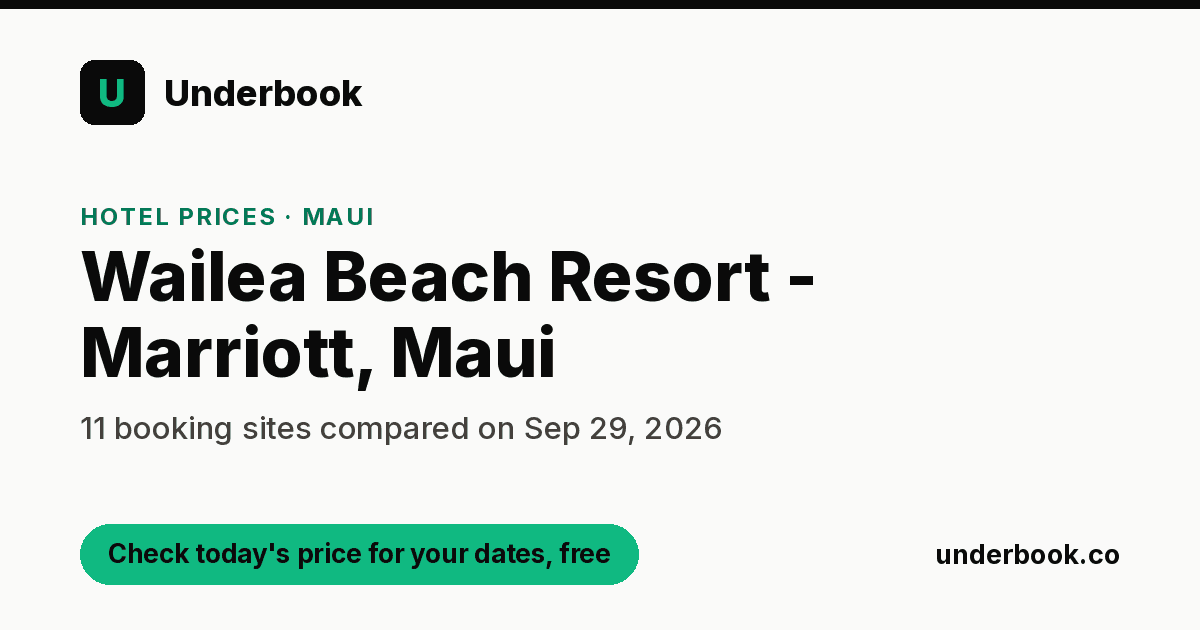 U Underbook
HOTEL PRICES · MAUI
Wailea Beach Resort -
Marriott, Maui
11 booking sites compared on Sep 29, 2026
Check today's price for your dates, free
underbook.co